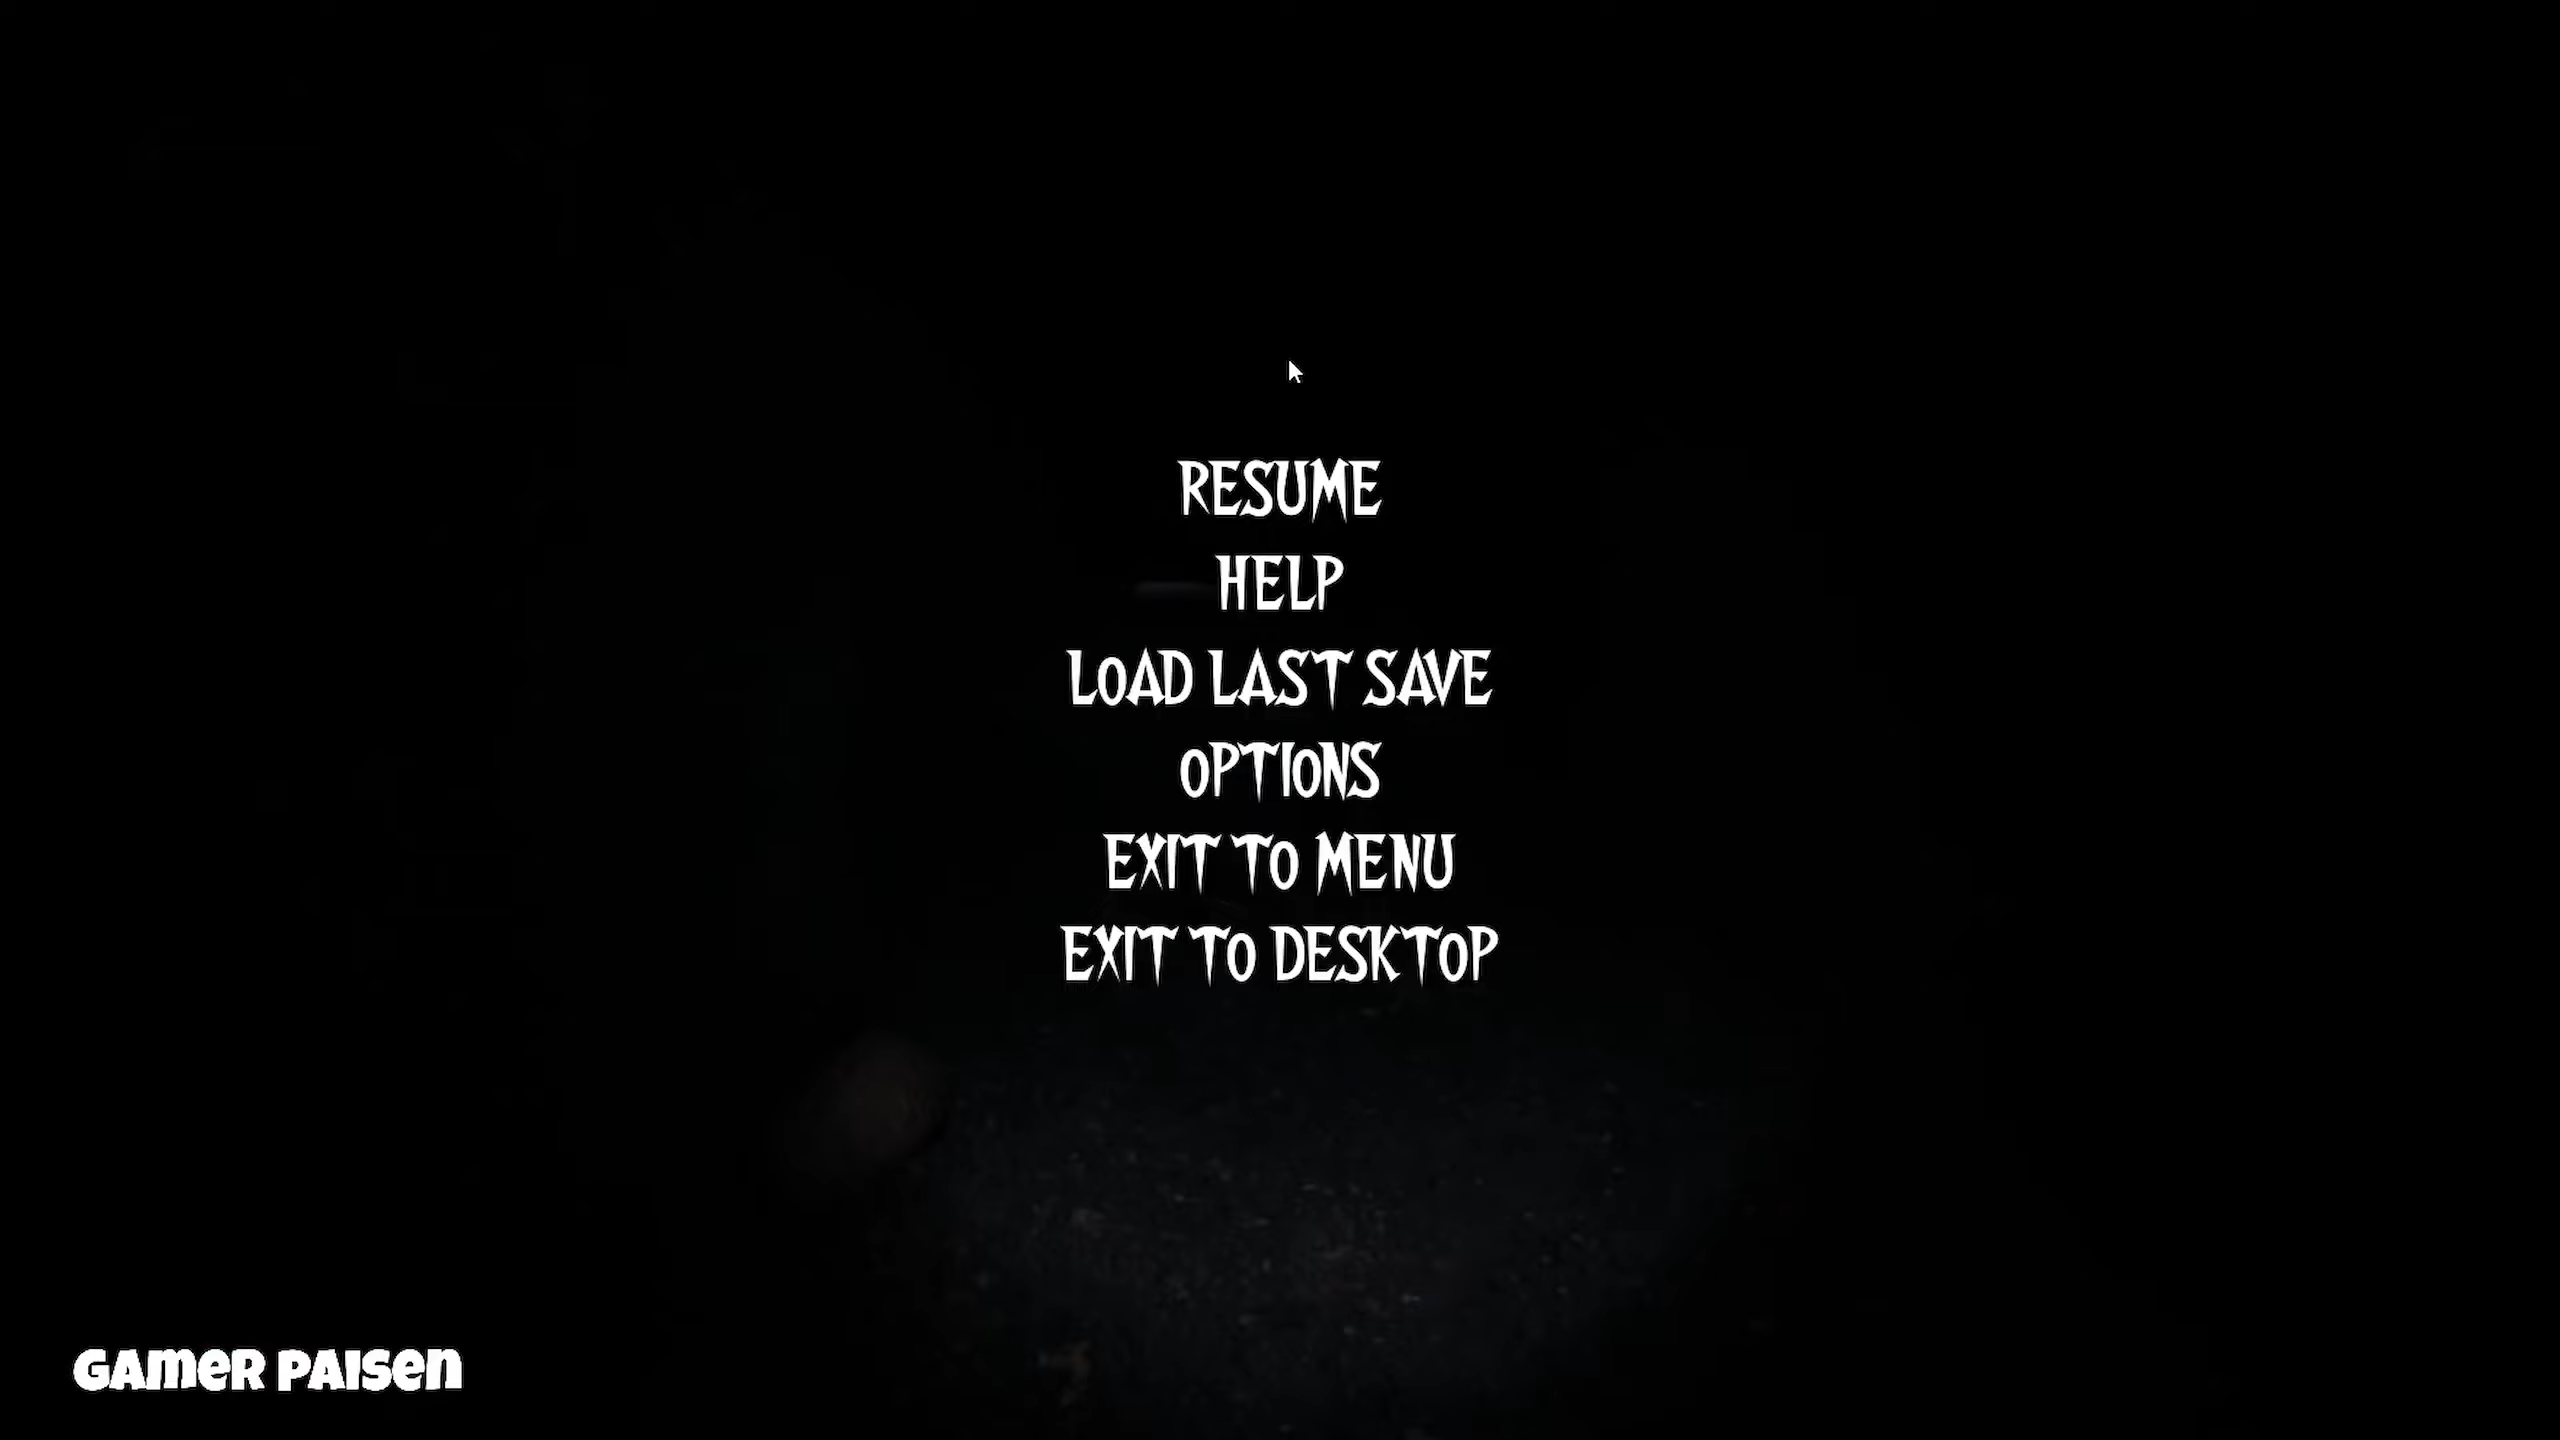 RESUME
HELP
LOAD LAST SAVE
OPTIONS
EXIT TO MENU
EXIT TO DESKTOP
GAMER PAISEN